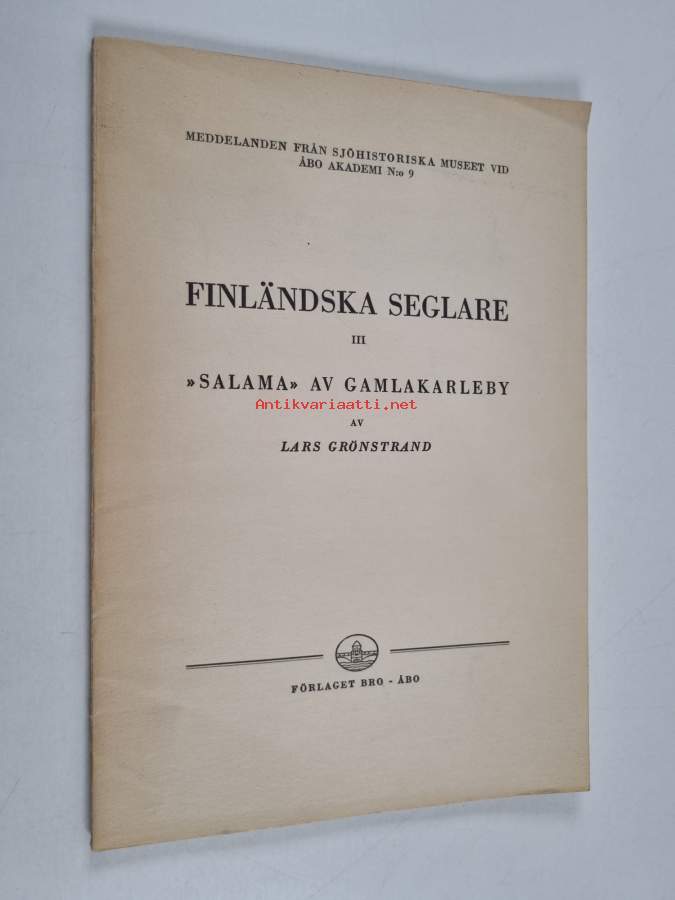 MEDDELANDEN FRÅN SJÖHISTORISKA MUSEET VID
ÅBO AKADEMI N:o 9
FINLÄNDSKA SEGLARE
III
»SALAMA» AV GAMLAKARLEBY
Antikvariaatti.net
AV
LARS GRÖNSTRAND
FÖRLAGET BRO - ÅBO